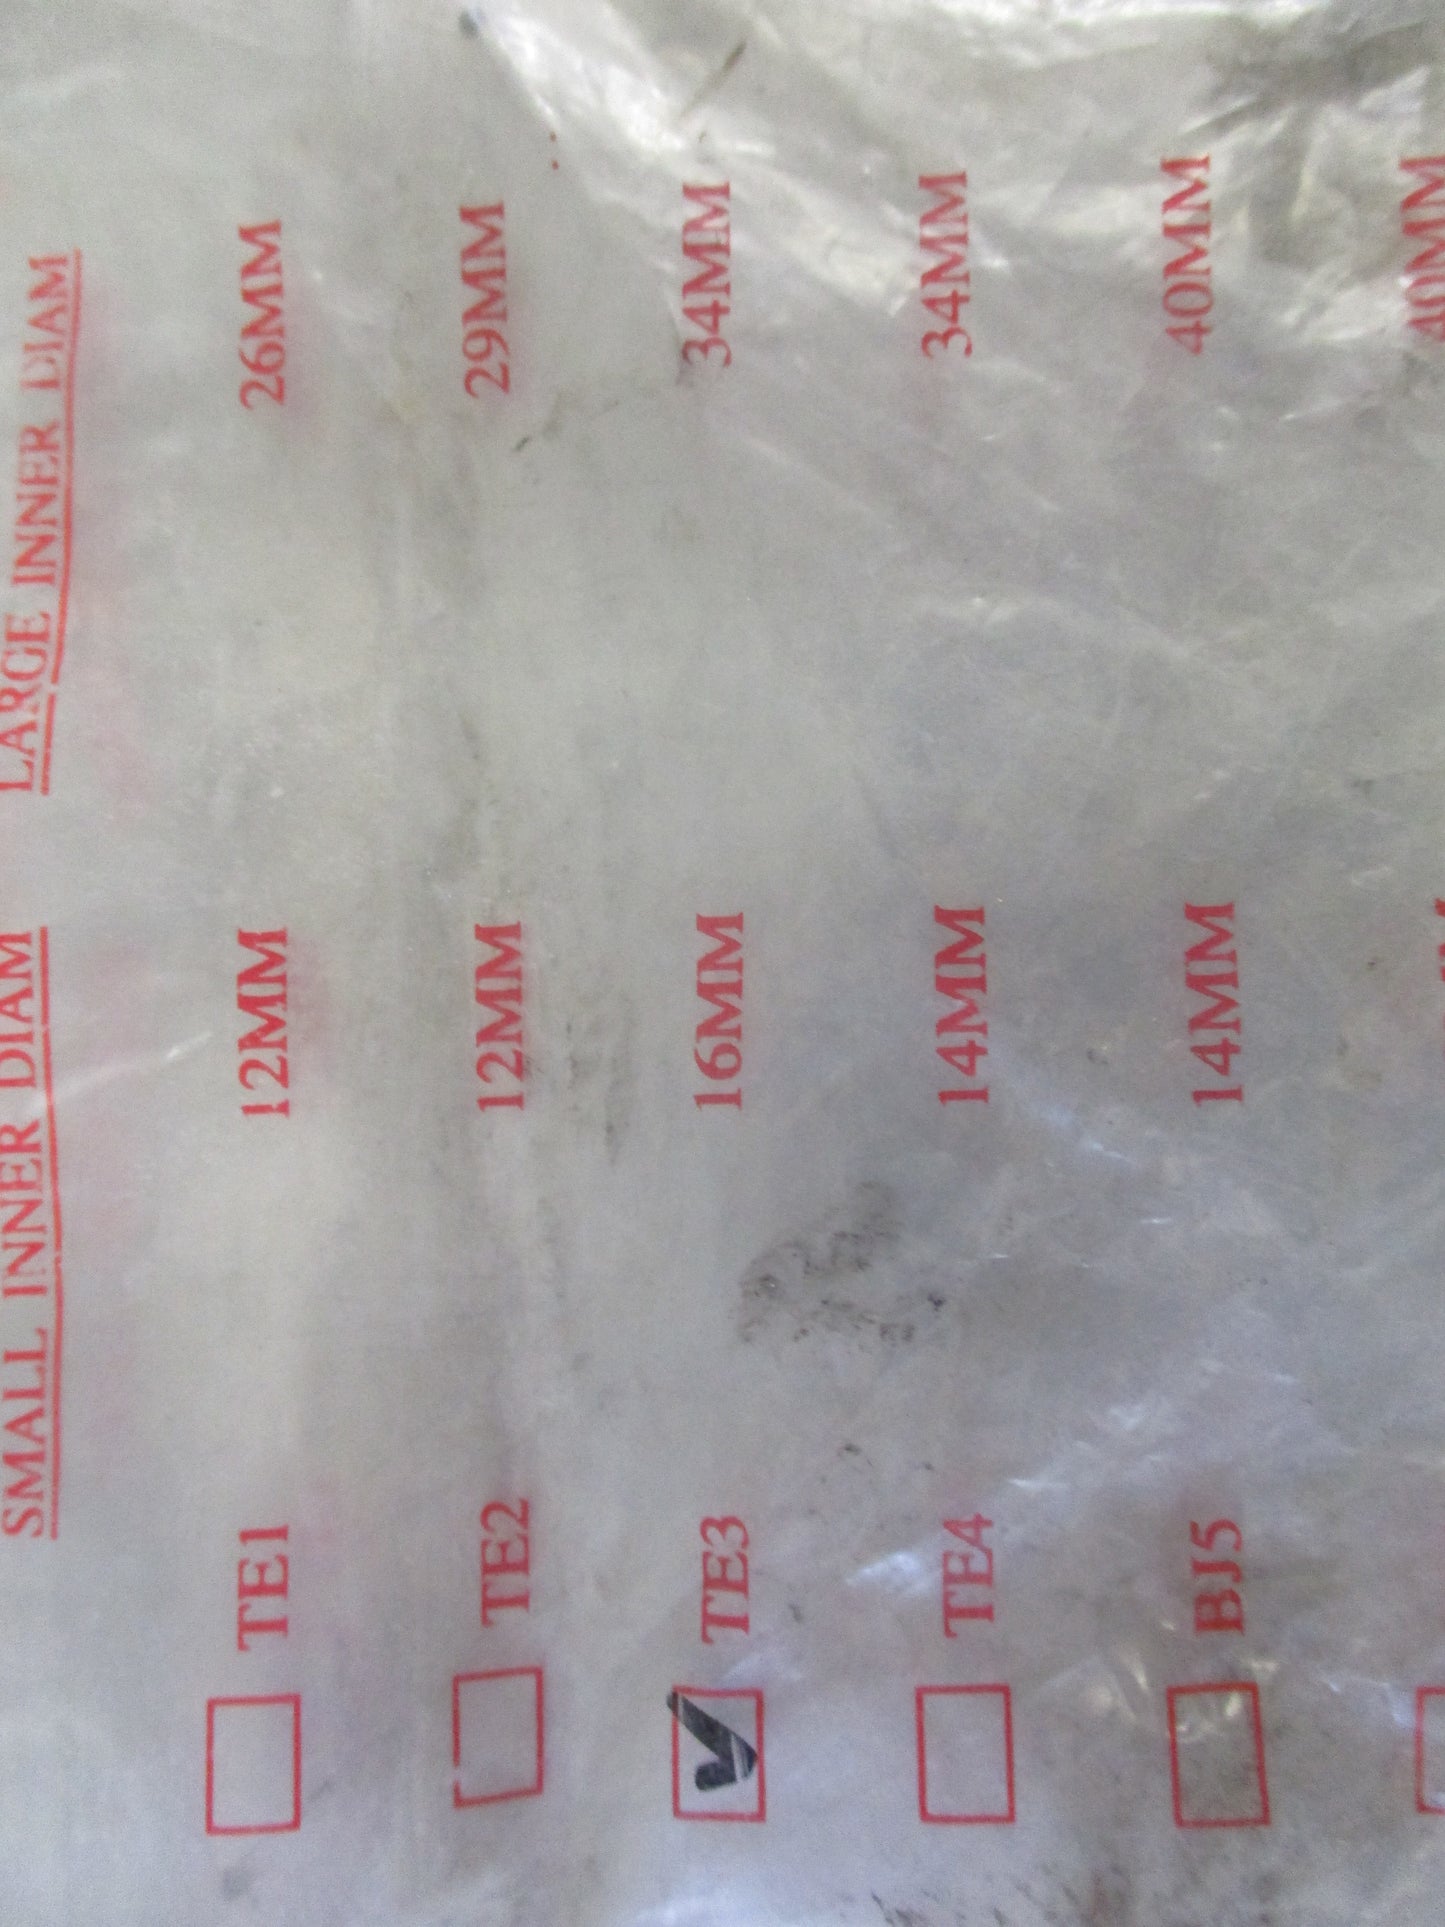 SMALL INNER DIAM LARGE INNER DIAM
TE1 12MM 26MM
TE2 12MM 29MM
TE3 16MM 34MM
TE4 14MM 34MM
BJ5 14MM 40MM
40MM